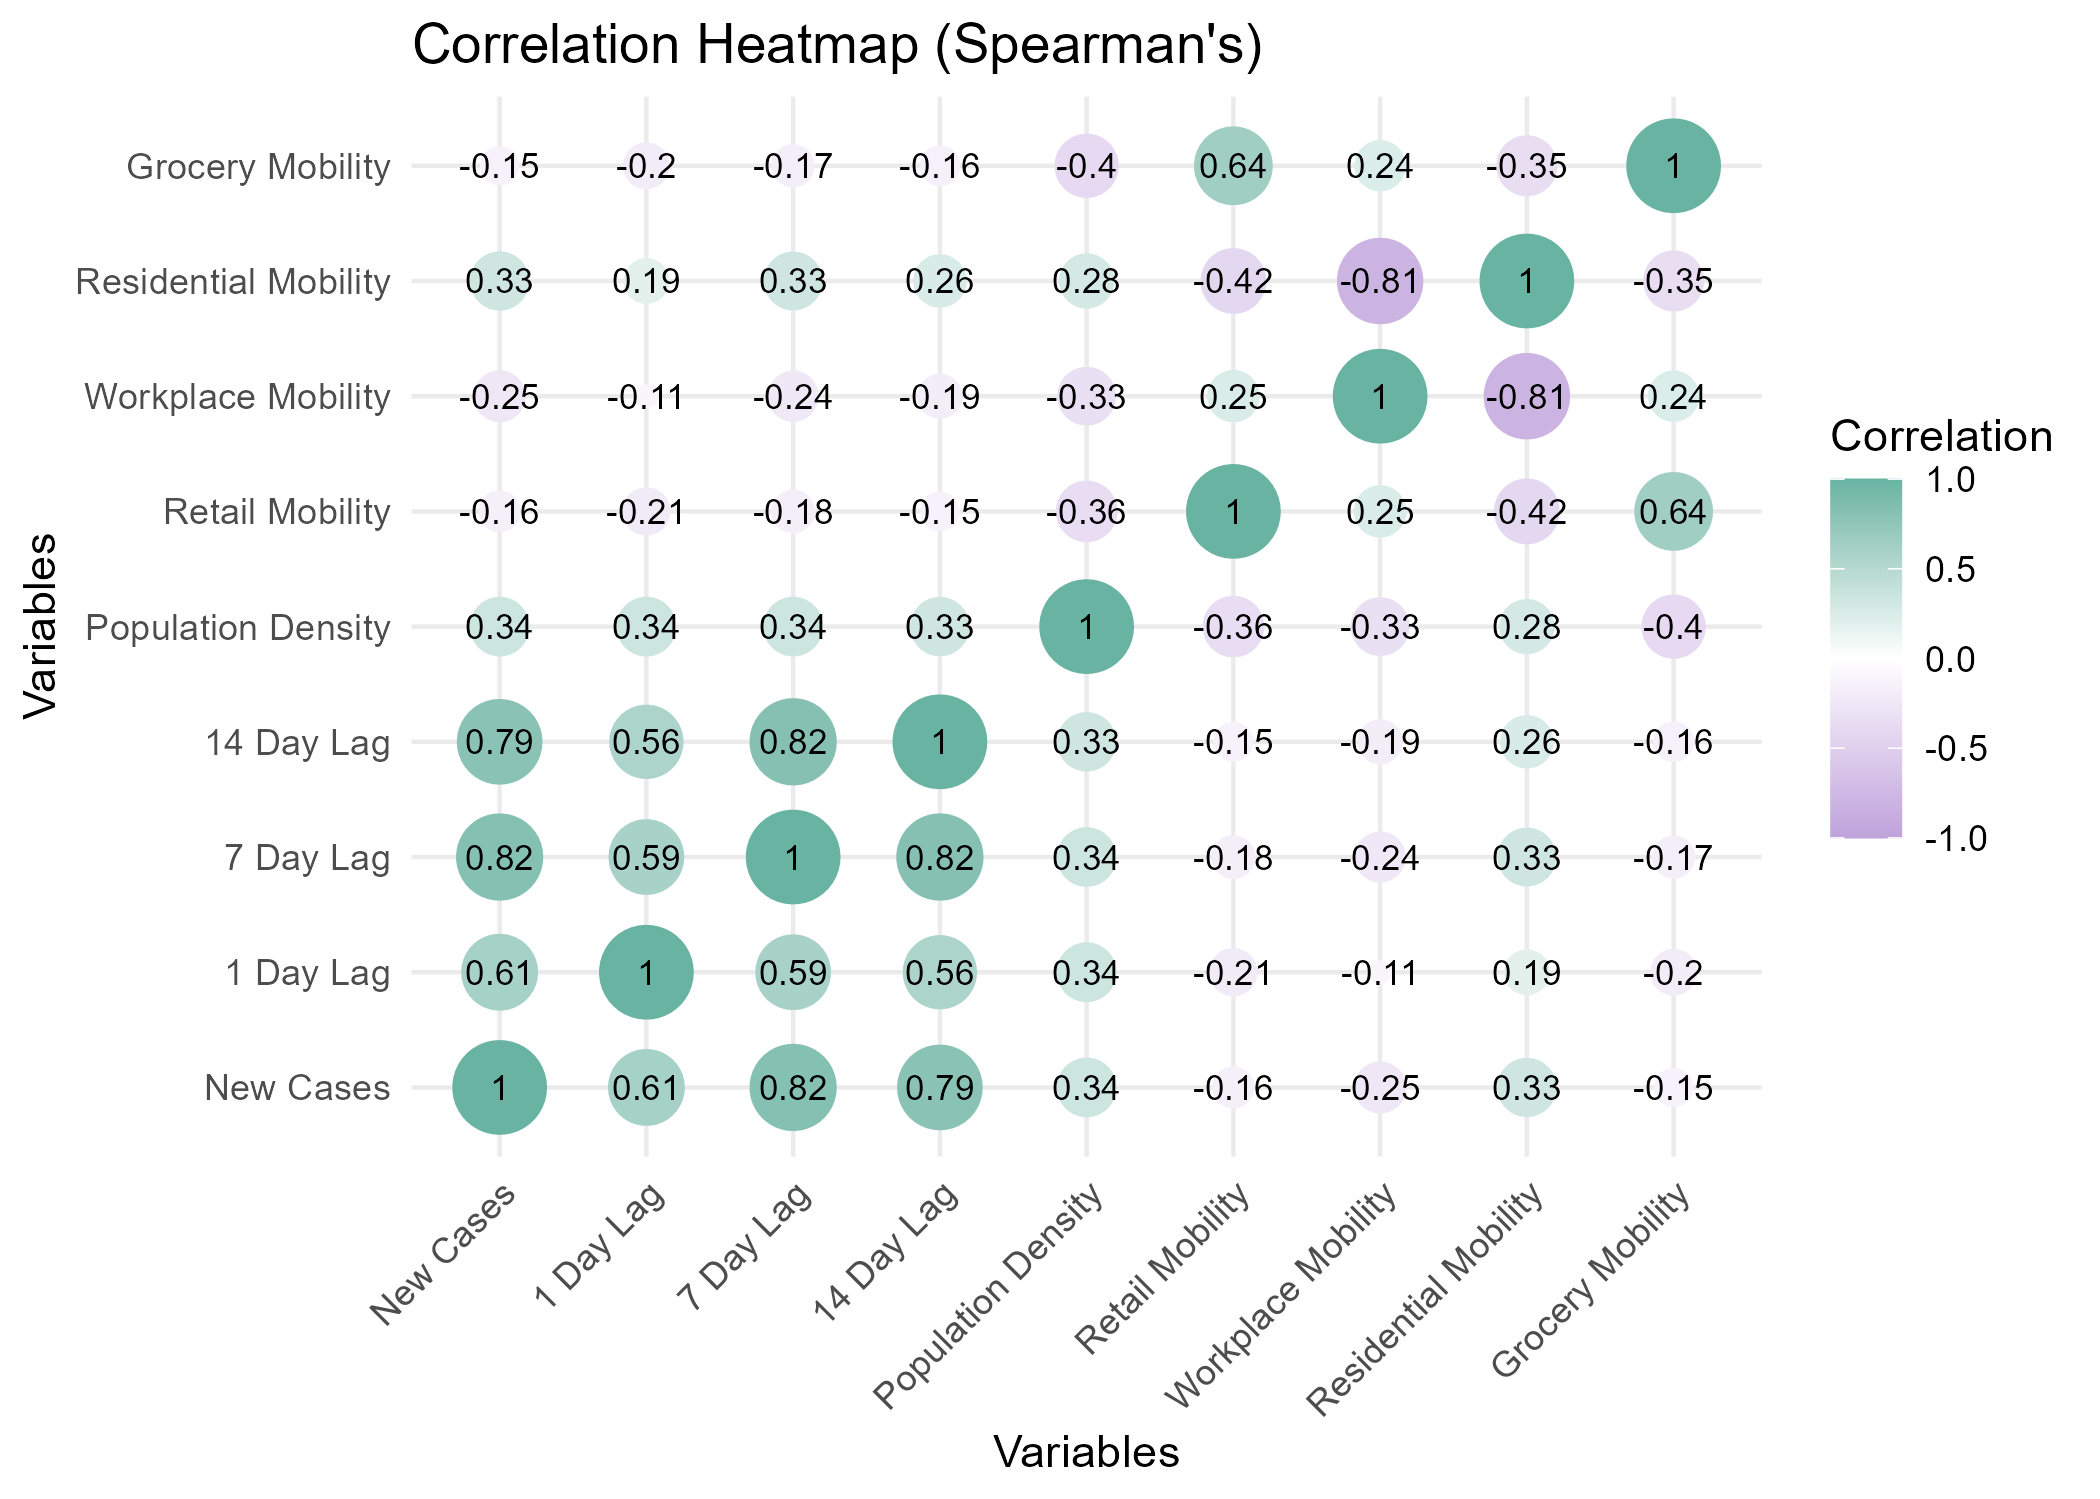 Correlation Heatmap (Spearman's)
Variables
Grocery Mobility -0.15 -0.2 -0.17 -0.16 -0.4 0.64 0.24 -0.35 1
Residential Mobility 0.33 0.19 0.33 0.26 0.28 -0.42 -0.81 1 -0.35
Workplace Mobility -0.25 -0.11 -0.24 -0.19 -0.33 0.25 1 -0.81 0.24
Retail Mobility -0.16 -0.21 -0.18 -0.15 -0.36 1 0.25 -0.42 0.64
Population Density 0.34 0.34 0.34 0.33 1 -0.36 -0.33 0.28 -0.4
14 Day Lag 0.79 0.56 0.82 1 0.33 -0.15 -0.19 0.26 -0.16
7 Day Lag 0.82 0.59 1 0.82 0.34 -0.18 -0.24 0.33 -0.17
1 Day Lag 0.61 1 0.59 0.56 0.34 -0.21 -0.11 0.19 -0.2
New Cases 1 0.61 0.82 0.79 0.34 -0.16 -0.25 0.33 -0.15
New Cases
1 Day Lag
7 Day Lag
14 Day Lag
Population Density
Retail Mobility
Workplace Mobility
Residential Mobility
Grocery Mobility
Variables
Correlation
1.0
0.5
0.0
-0.5
-1.0